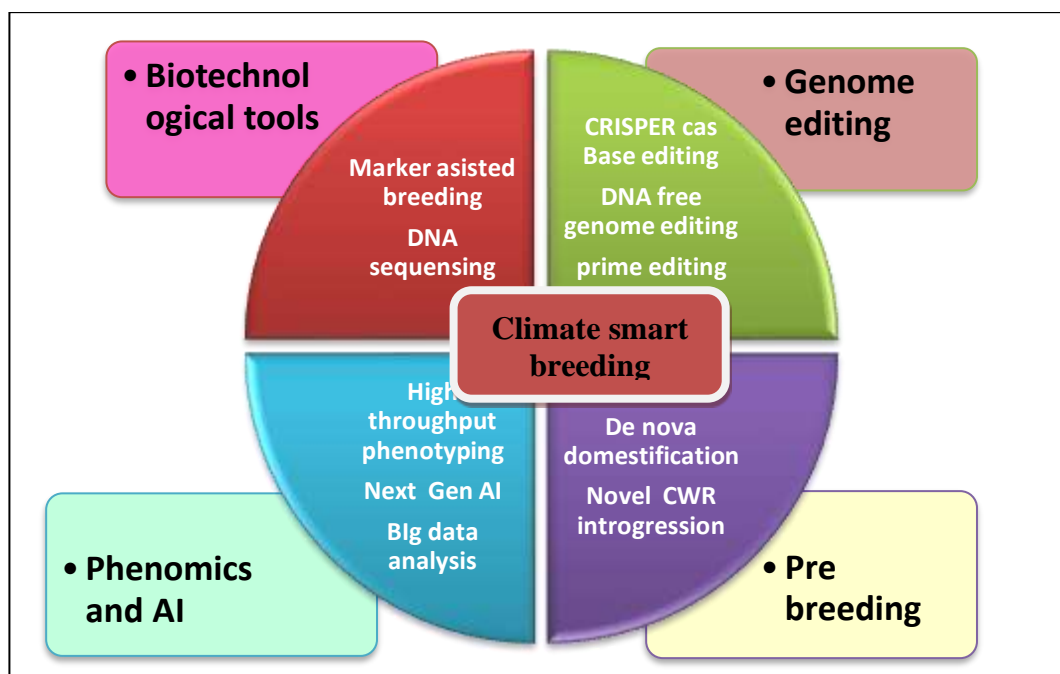 • Biotechnol
ogical tools
Marker asisted
breeding
DNA
sequensing
CRISPER cas
Base editing
DNA free
genome editing
prime editing
• Genome
editing
Climate smart
breeding
High
throughput
phenotyping
Next Gen AI
BIg data
analysis
De nova
domestification
Novel CWR
introgression
• Phenomics
and AI
• Pre
breeding